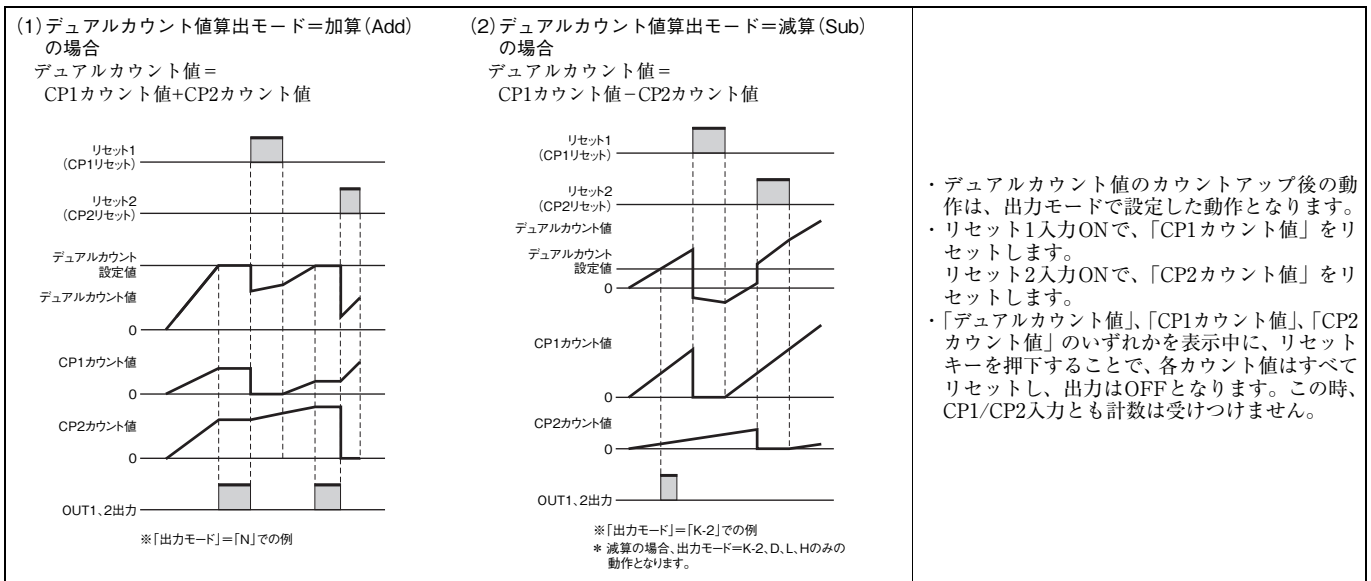 (1)デュアルカウント値算出モード＝加算(Add)
の場合
デュアルカウント値＝
CP1カウント値+CP2カウント値
リセット1
(CP1リセット)
リセット2
(CP2リセット)
デュアルカウント
設定値
デュアルカウント値
0
CP1カウント値
0
CP2カウント値
0
OUT1、2出力
※「出力モード」＝「N」での例
(2)デュアルカウント値算出モード＝減算(Sub)
の場合
デュアルカウント値＝
CP1カウント値−CP2カウント値
リセット1
(CP1リセット)
リセット2
(CP2リセット)
デュアルカウント値
デュアルカウント
設定値
0
CP1カウント値
0
CP2カウント値
0
OUT1、2出力
※「出力モード」＝「K-2」での例
＊ 減算の場合、出力モード＝K-2、D、L、Hのみの
動作となります。
・デュアルカウント値のカウントアップ後の動
作は、出力モードで設定した動作となります。
・リセット1入力ONで、「CP1カウント値」をリ
セットします。
リセット2入力ONで、「CP2カウント値」をリ
セットします。
・「デュアルカウント値」、「CP1カウント値」、「CP2
カウント値」のいずれかを表示中に、リセット
キーを押下することで、各カウント値はすべて
リセットし、出力はOFFとなります。この時、
CP1/CP2入力とも計数は受けつけません。